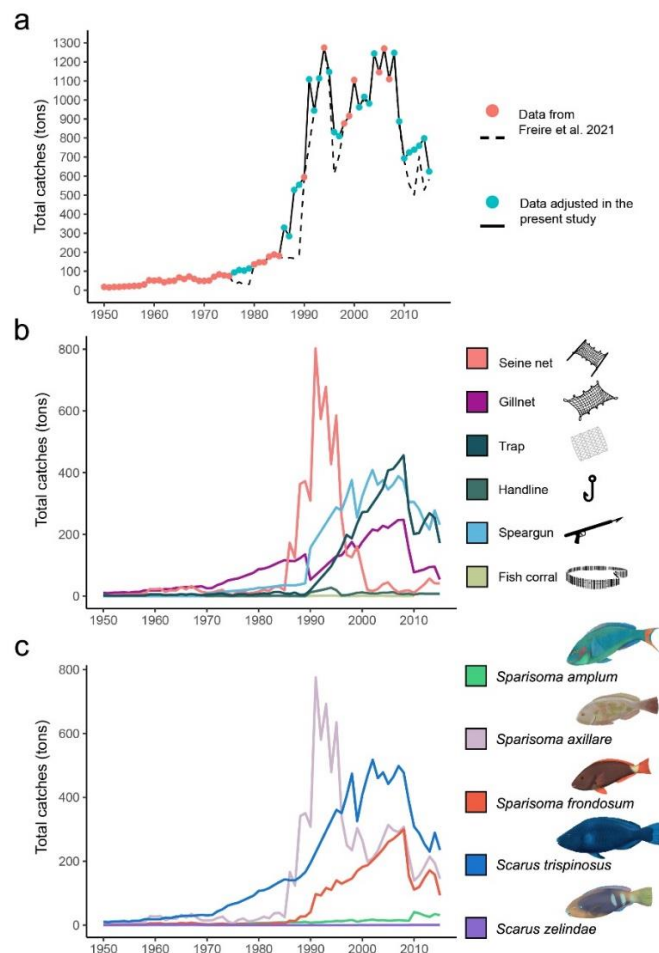 a
Total catches (tons)
1300
1200
1100
1000
900
800
700
600
500
400
300
200
100
0
1950 1960 1970 1980 1990 2000 2010
Data from
Freire et al. 2021
Data adjusted in the
present study
b
Total catches (tons)
800
600
400
200
0
1950 1960 1970 1980 1990 2000 2010
Seine net
Gillnet
Trap
Handline
Speargun
Fish corral
c
Total catches (tons)
800
600
400
200
0
1950 1960 1970 1980 1990 2000 2010
Sparisoma amplum
Sparisoma axillare
Sparisoma frondosum
Scarus trispinosus
Scarus zelindae